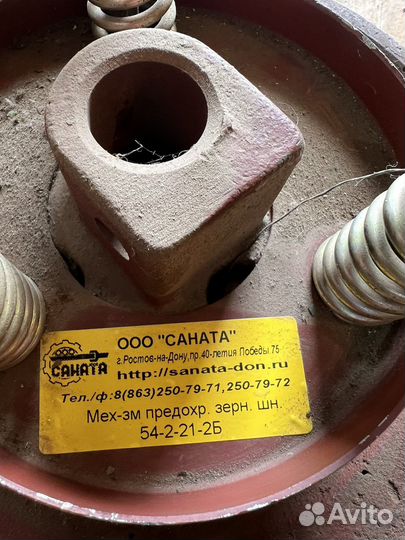 САНАТА
ООО "САНАТА"
г.Ростов-на-Дону,пр.40-летия Победы.75
http://sanata-don.ru
Тел./ф:8(863)250-79-71,250-79-72
Мех-зм предохр. зерн. шн.
54-2-21-2Б
Avito